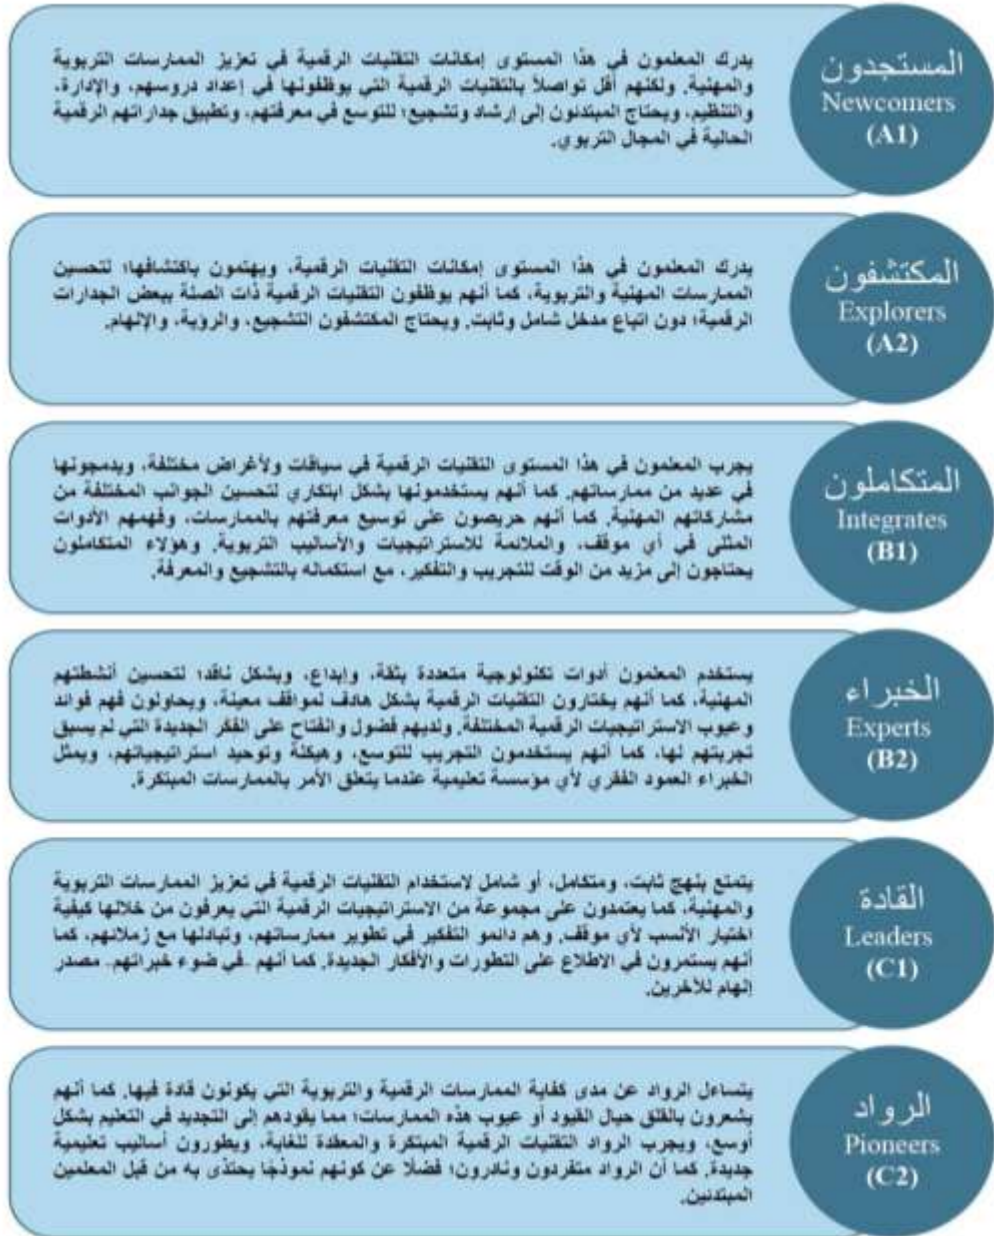 المستجدون
Newcomers
(A1)
يدرك المعلمون في هذا المستوى إمكانات التقنيات الرقمية في تعزيز الممارسات التربوية
والمهنية، ولكنهم أقل تواصلاً بالتقنيات الرقمية التي يوظفونها في إعداد دروسهم، والإدارة،
والتنظيم، ويحتاج المبتدئون إلى إرشاد وتشجيع؛ للتوسع في معرفتهم، وتطبيق جداراتهم الرقمية
الحالية في المجال التربوي.
المكتشفون
Explorers
(A2)
يدرك المعلمون في هذا المستوى إمكانات التقنيات الرقمية، ويهتمون باكتشافها؛ لتحسين
الممارسات المهنية والتربوية، كما أنهم يوظفون التقنيات الرقمية ذات الصلة ببعض الجدارات
الرقمية؛ دون اتباع مدخل شامل وثابت. ويحتاج المكتشفون التشجيع، والرؤية، والإلهام.
المتكاملون
Integrates
(B1)
يجرب المعلمون في هذا المستوى التقنيات الرقمية في سياقات ولأغراض مختلفة، ويدمجونها
في عديد من ممارساتهم. كما أنهم يستخدمونها بشكل ابتكاري لتحسين الجوانب المختلفة من
مشاركاتهم المهنية. كما أنهم حريصون على توسيع معرفتهم بالممارسات، وفهمهم الأدوات
المثلى في أي موقف، والملائمة للاستراتيجيات والأساليب التربوية. وهؤلاء المتكاملون
يحتاجون إلى مزيد من الوقت للتجريب والتفكير، مع استكماله بالتشجيع والمعرفة.
الخبراء
Experts
(B2)
يستخدم المعلمون أدوات تكنولوجية متعددة بثقة، وإبداع، وبشكل ناقد؛ لتحسين أنشطتهم
المهنية، كما أنهم يختارون التقنيات الرقمية بشكل هادف لمواقف معينة، ويحاولون فهم فوائد
وعيوب الاستراتيجيات الرقمية المختلفة. ولديهم فضول والفتاح على الفكر الجديدة التي لم يسبق
تجربتهم لها، كما أنهم يستخدمون التجريب للتوسع، وهيكلة وتوحيد استراتيجياتهم، ويمثل
الخبراء العمود الفقري لأي مؤسسة تعليمية عندما يتعلق الأمر بالممارسات المبتكرة.
القادة
Leaders
(C1)
يتمتع بنهج ثابت، ومتكامل، أو شامل لاستخدام التقنيات الرقمية في تعزيز الممارسات التربوية
والمهنية، كما يعتمدون على مجموعة من الاستراتيجيات الرقمية التي يعرفون من خلالها كيفية
اختيار الأنسب لأي موقف. وهم دائمو التفكير في تطوير ممارساتهم، وتبادلها مع زملائهم، كما
أنهم يستمرون في الاطلاع على التطورات والأفكار الجديدة. كما أنهم -في ضوء خبراتهم- مصدر
إلهام للآخرين.
الرواد
Pioneers
(C2)
يتساءل الرواد عن مدى كفاية الممارسات الرقمية والتربوية التي يكونون قادة فيها. كما أنهم
يشعرون بالقلق حيال القيود أو عيوب هذه الممارسات؛ مما يقودهم إلى التجديد في التعليم بشكل
أوسع، ويجرب الرواد التقنيات الرقمية المبتكرة والمعقدة للغاية، ويطورون أساليب تعليمية
جديدة. كما أن الرواد متفردون ونادرون؛ فضلًا عن كونهم نموذجًا يحتذى به من قبل المعلمين
المبتدئين.